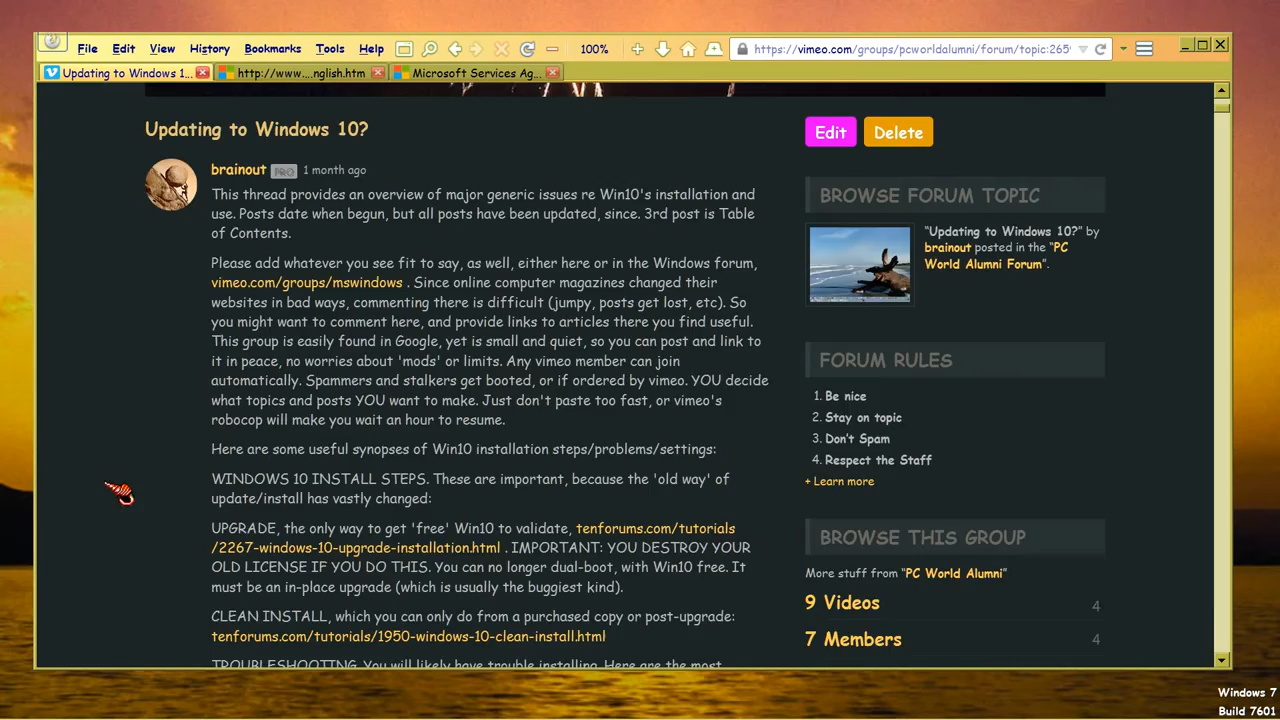 File Edit View History Bookmarks Tools Help 100% https://vimeo.com/groups/pcworldalumni/forum/topic:265
Updating to Windows 1... http://www....nglish.htm Microsoft Services Ag...
Updating to Windows 10?
brainout PRO 1 month ago
This thread provides an overview of major generic issues re Win10's installation and
use. Posts date when begun, but all posts have been updated, since. 3rd post is Table
of Contents.
Please add whatever you see fit to say, as well, either here or in the Windows forum,
vimeo.com/groups/mswindows . Since online computer magazines changed their
websites in bad ways, commenting there is difficult (jumpy, posts get lost, etc). So
you might want to comment here, and provide links to articles there you find useful.
This group is easily found in Google, yet is small and quiet, so you can post and link to
it in peace, no worries about 'mods' or limits. Any vimeo member can join
automatically. Spammers and stalkers get booted, or if ordered by vimeo. YOU decide
what topics and posts YOU want to make. Just don't paste too fast, or vimeo's
robocop will make you wait an hour to resume.
Here are some useful synopses of Win10 installation steps/problems/settings:
WINDOWS 10 INSTALL STEPS. These are important, because the 'old way' of
update/install has vastly changed:
UPGRADE, the only way to get 'free' Win10 to validate, tenforums.com/tutorials
/2267-windows-10-upgrade-installation.html . IMPORTANT: YOU DESTROY YOUR
OLD LICENSE IF YOU DO THIS. You can no longer dual-boot, with Win10 free. It
must be an in-place upgrade (which is usually the buggiest kind).
CLEAN INSTALL, which you can only do from a purchased copy or post-upgrade:
tenforums.com/tutorials/1950-windows-10-clean-install.html
TROUBLESHOOTING. You will likely have trouble installing. Here are the most
Edit Delete
BROWSE FORUM TOPIC
“Updating to Windows 10?” by
brainout posted in the “PC
World Alumni Forum”.
FORUM RULES
1. Be nice
2. Stay on topic
3. Don’t Spam
4. Respect the Staff
+ Learn more
BROWSE THIS GROUP
More stuff from “PC World Alumni”
9 Videos 4
7 Members 4
Windows 7
Build 7601